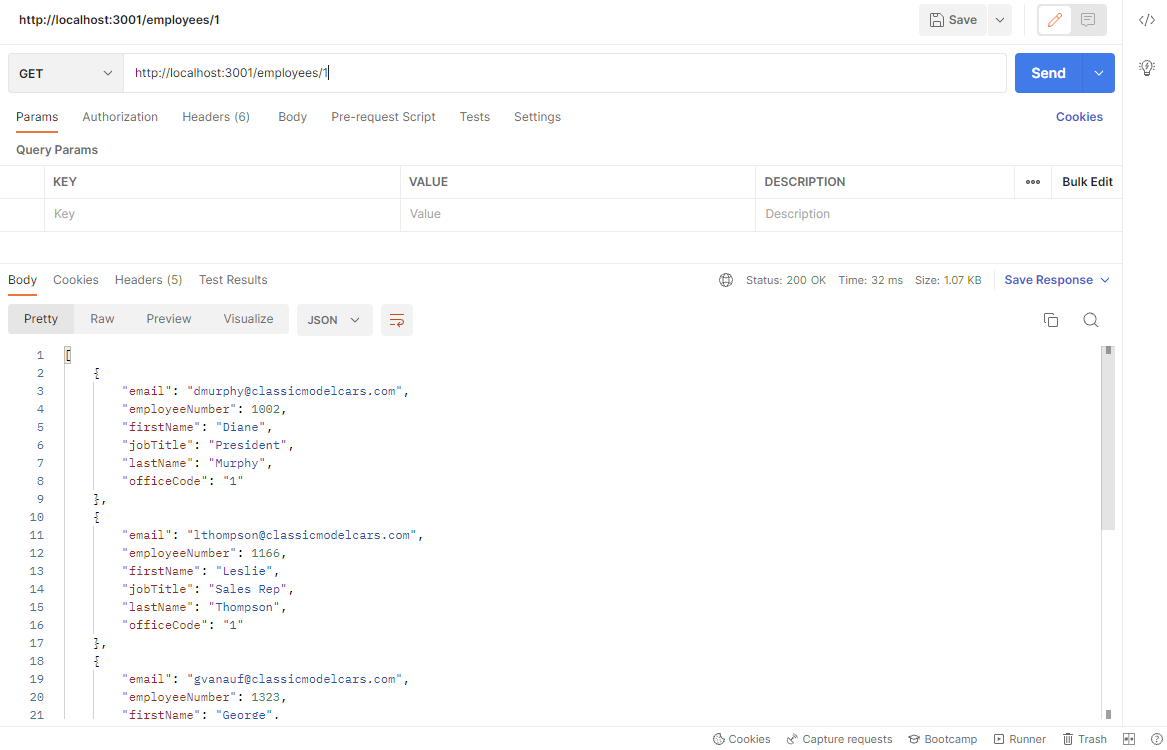 http://localhost:3001/employees/1
Save
GET
http://localhost:3001/employees/1
Send
Params Authorization Headers (6) Body Pre-request Script Tests Settings Cookies
Query Params
KEY VALUE DESCRIPTION ••• Bulk Edit
Key Value Description
Body Cookies Headers (5) Test Results Status: 200 OK Time: 32 ms Size: 1.07 KB Save Response
Pretty Raw Preview Visualize JSON
1 [
2 {
3 "email": "dmurphy@classicmodelcars.com",
4 "employeeNumber": 1002,
5 "firstName": "Diane",
6 "jobTitle": "President",
7 "lastName": "Murphy",
8 "officeCode": "1"
9 },
10 {
11 "email": "lthompson@classicmodelcars.com",
12 "employeeNumber": 1166,
13 "firstName": "Leslie",
14 "jobTitle": "Sales Rep",
15 "lastName": "Thompson",
16 "officeCode": "1"
17 },
18 {
19 "email": "gvanauf@classicmodelcars.com",
20 "employeeNumber": 1323,
21 "firstName": "George",
Cookies Capture requests Bootcamp Runner Trash